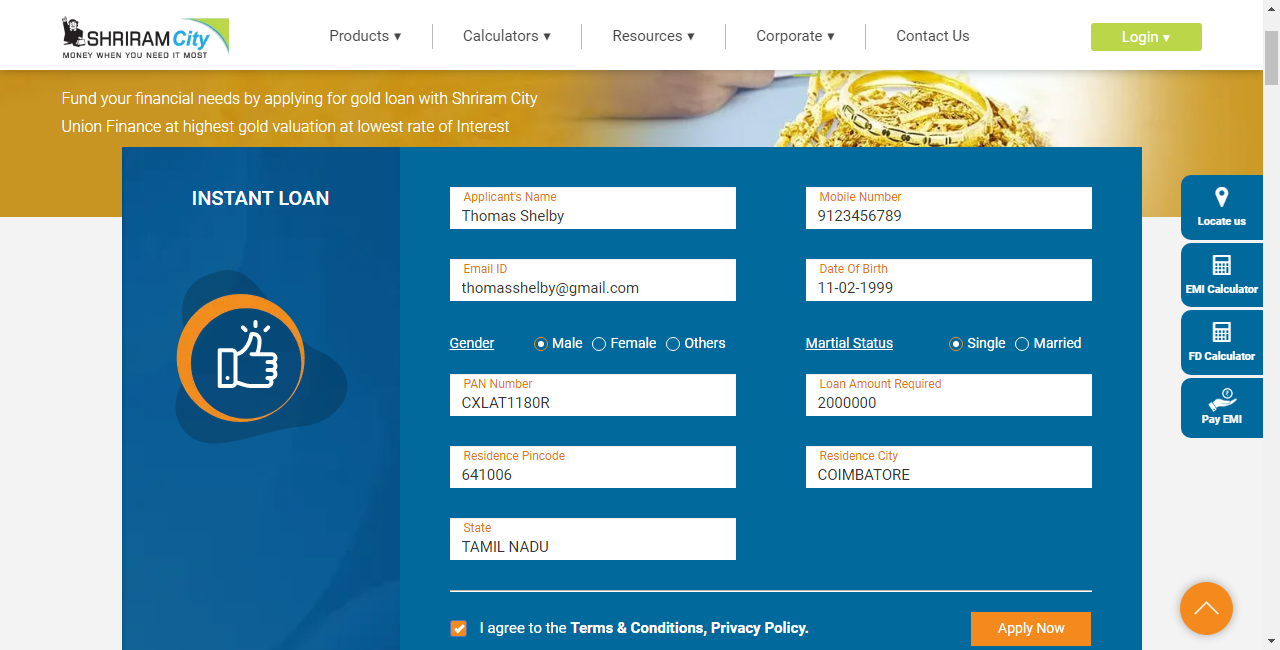 SHRIRAM City
MONEY WHEN YOU NEED IT MOST
Products ▾
Calculators ▾
Resources ▾
Corporate ▾
Contact Us
Login ▾
Fund your financial needs by applying for gold loan with Shriram City
Union Finance at highest gold valuation at lowest rate of Interest
INSTANT LOAN
Applicant's Name
Thomas Shelby
Mobile Number
9123456789
Email ID
thomasshelby@gmail.com
Date Of Birth
11-02-1999
Gender Male Female Others
Martial Status Single Married
PAN Number
CXLAT1180R
Loan Amount Required
2000000
Residence Pincode
641006
Residence City
COIMBATORE
State
TAMIL NADU
I agree to the Terms & Conditions, Privacy Policy.
Apply Now
Locate us
EMI Calculator
FD Calculator
Pay EMI